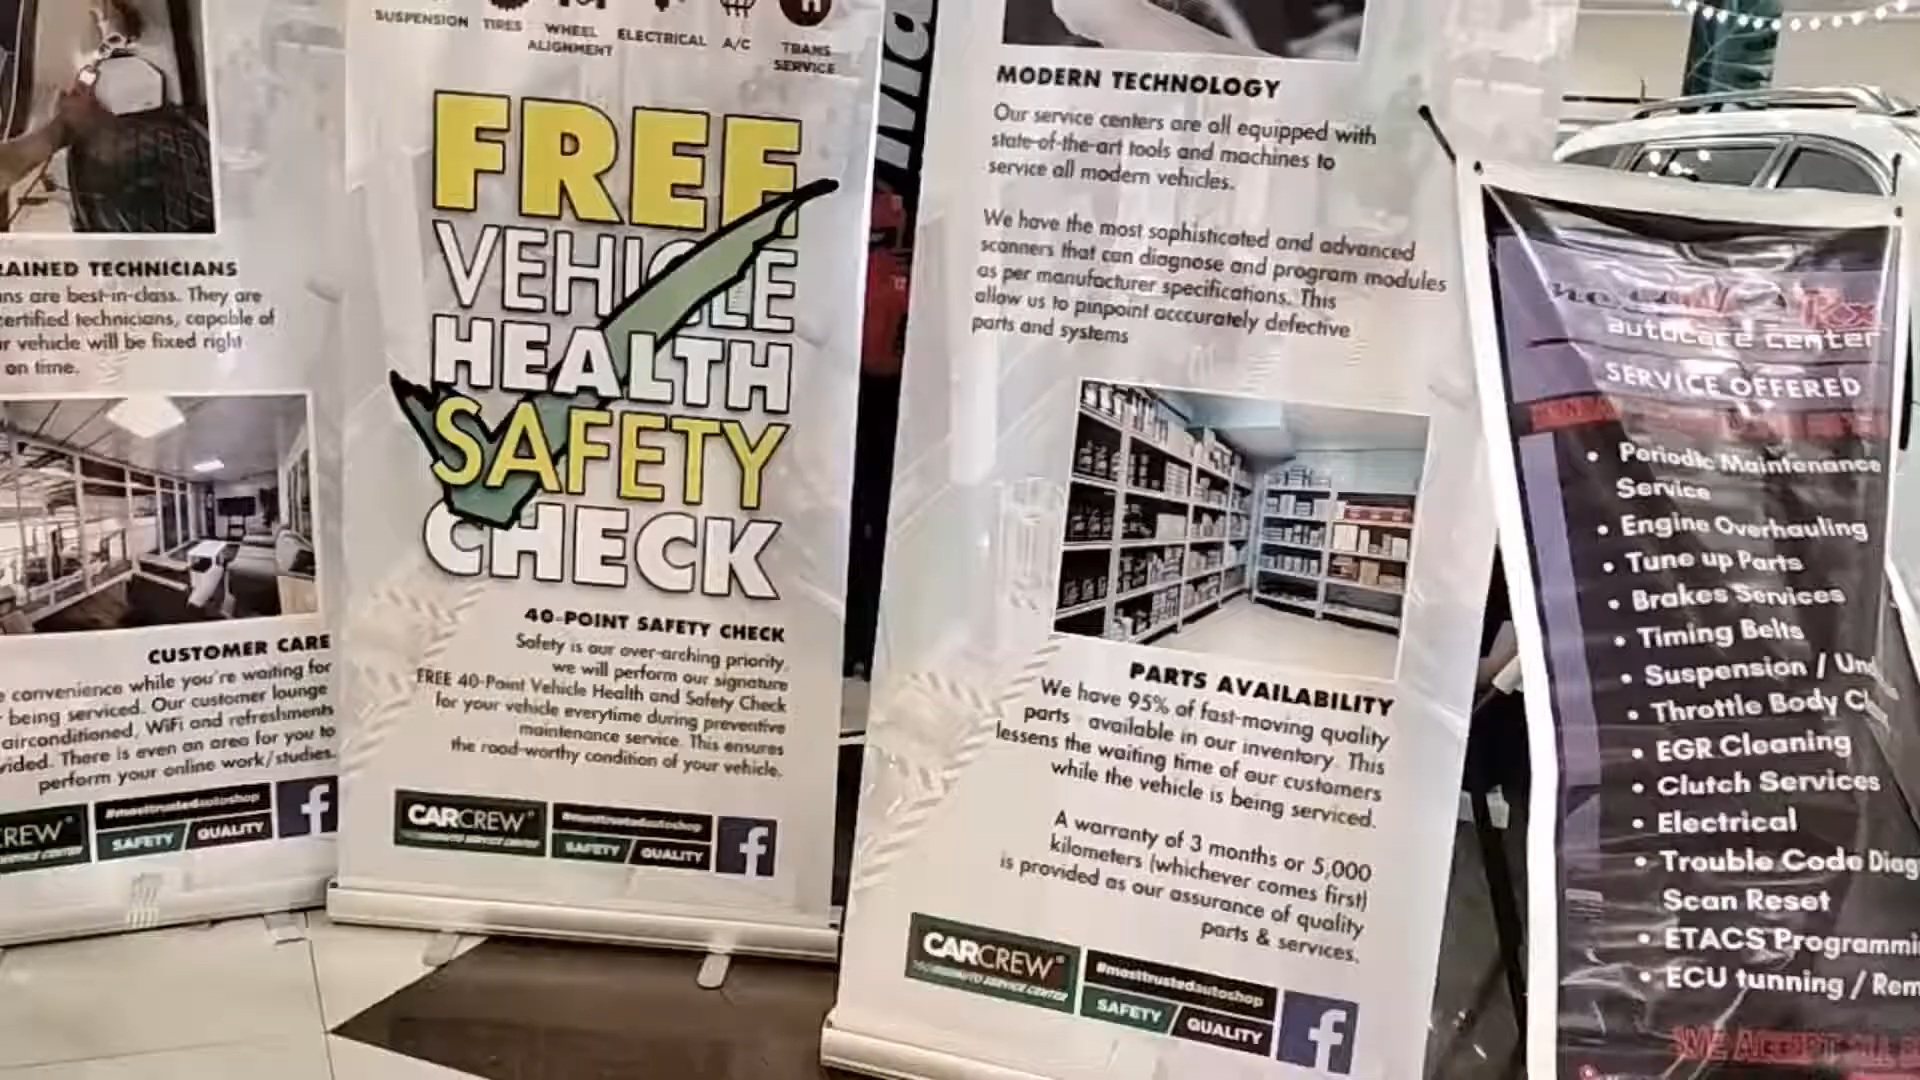 RAINED TECHNICIANS
ns are best-in-class. They are
certified technicians, capable of
r vehicle will be fixed right
on time.
CUSTOMER CARE
convenience while you're waiting for
being serviced. Our customer lounge
airconditioned, WiFi and refreshments
vided. There is even an area for you to
perform your online work/studies.
CREW
#mosttrustedautoshop
SAFETY / QUALITY
SUSPENSION
TIRES
WHEEL
ALIGNMENT
ELECTRICAL
A/C
TRANS
SERVICE
FREE
VEHICLE
HEALTH
SAFETY
CHECK
40-POINT SAFETY CHECK
Safety is our over-arching priority,
we will perform our signature
FREE 40-Point Vehicle Health and Safety Check
for your vehicle everytime during preventive
maintenance service. This ensures
the road-worthy condition of your vehicle.
CARCREW
AUTO SERVICE CENTER
#mosttrustedautoshop
SAFETY / QUALITY
MODERN TECHNOLOGY
Our service centers are all equipped with
state-of-the-art tools and machines to
service all modern vehicles.
We have the most sophisticated and advanced
scanners that can diagnose and program modules
as per manufacturer specifications. This
allow us to pinpoint acccurately defective
parts and systems
PARTS AVAILABILITY
We have 95% of fast-moving quality
parts available in our inventory. This
lessens the waiting time of our customers
while the vehicle is being serviced.
A warranty of 3 months or 5,000
kilometers (whichever comes first)
is provided as our assurance of quality
parts & services.
CARCREW
AUTO SERVICE CENTER
#mosttrustedautoshop
SAFETY / QUALITY
Rx
autocare center
SERVICE OFFERED
• Periodic Maintenance
Service
• Engine Overhauling
• Tune up Parts
• Brakes Services
• Timing Belts
• Suspension / Und
• Throttle Body Cl
• EGR Cleaning
• Clutch Services
• Electrical
• Trouble Code Diag
Scan Reset
• ETACS Programmi
• ECU tunning / Rem
WE ACCEPT ALL